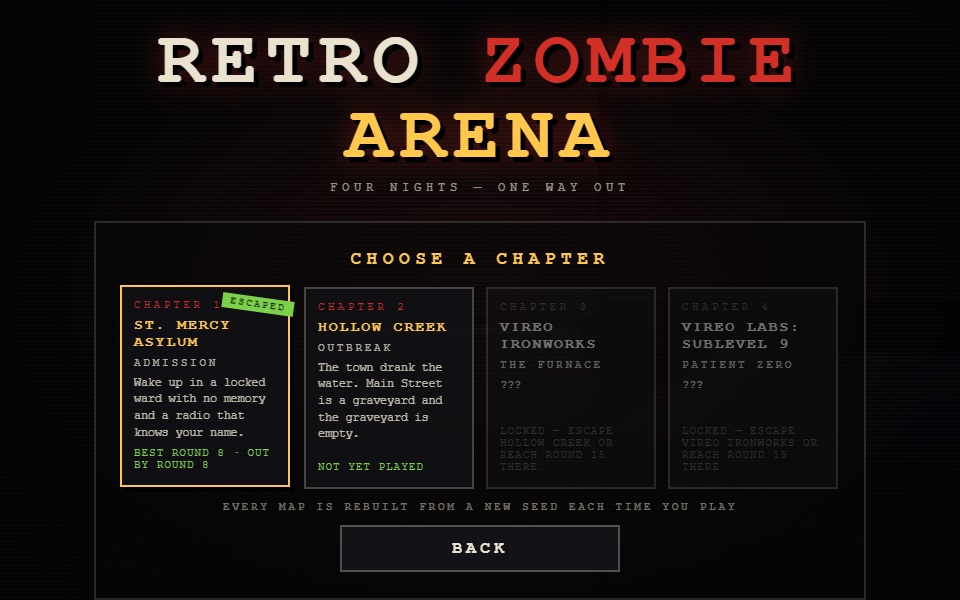 RETRO ZOMBIE
ARENA
FOUR NIGHTS — ONE WAY OUT
CHOOSE A CHAPTER
CHAPTER 1
ESCAPED
ST. MERCY
ASYLUM
ADMISSION
Wake up in a locked
ward with no memory
and a radio that
knows your name.
BEST ROUND 8 · OUT
BY ROUND 8
CHAPTER 2
HOLLOW CREEK
OUTBREAK
The town drank the
water. Main Street
is a graveyard and
the graveyard is
empty.
NOT YET PLAYED
CHAPTER 3
VIREO
IRONWORKS
THE FURNACE
???
LOCKED — ESCAPE
HOLLOW CREEK OR
REACH ROUND 15
THERE
CHAPTER 4
VIREO LABS:
SUBLEVEL 9
PATIENT ZERO
???
LOCKED — ESCAPE
VIREO IRONWORKS OR
REACH ROUND 15
THERE
EVERY MAP IS REBUILT FROM A NEW SEED EACH TIME YOU PLAY
BACK